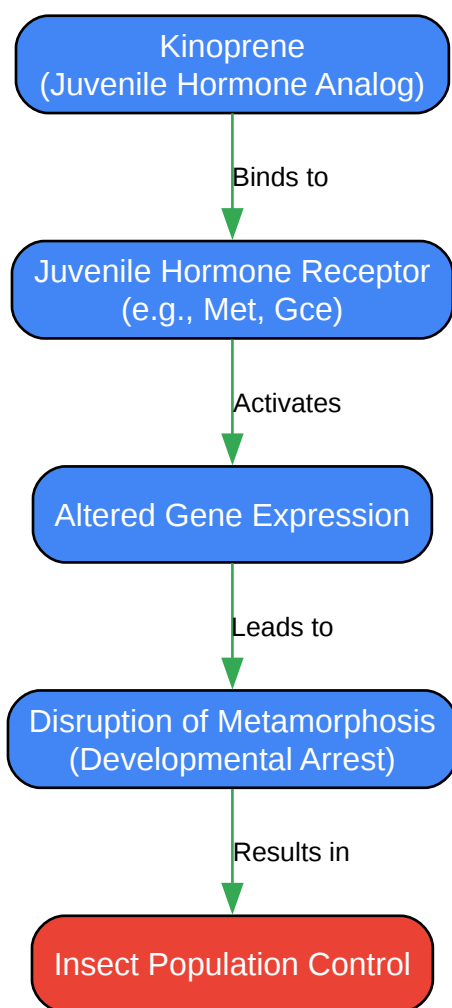 Kinoprene
(Juvenile Hormone Analog)
Binds to
Juvenile Hormone Receptor
(e.g., Met, Gce)
Activates
Altered Gene Expression
Leads to
Disruption of Metamorphosis
(Developmental Arrest)
Results in
Insect Population Control